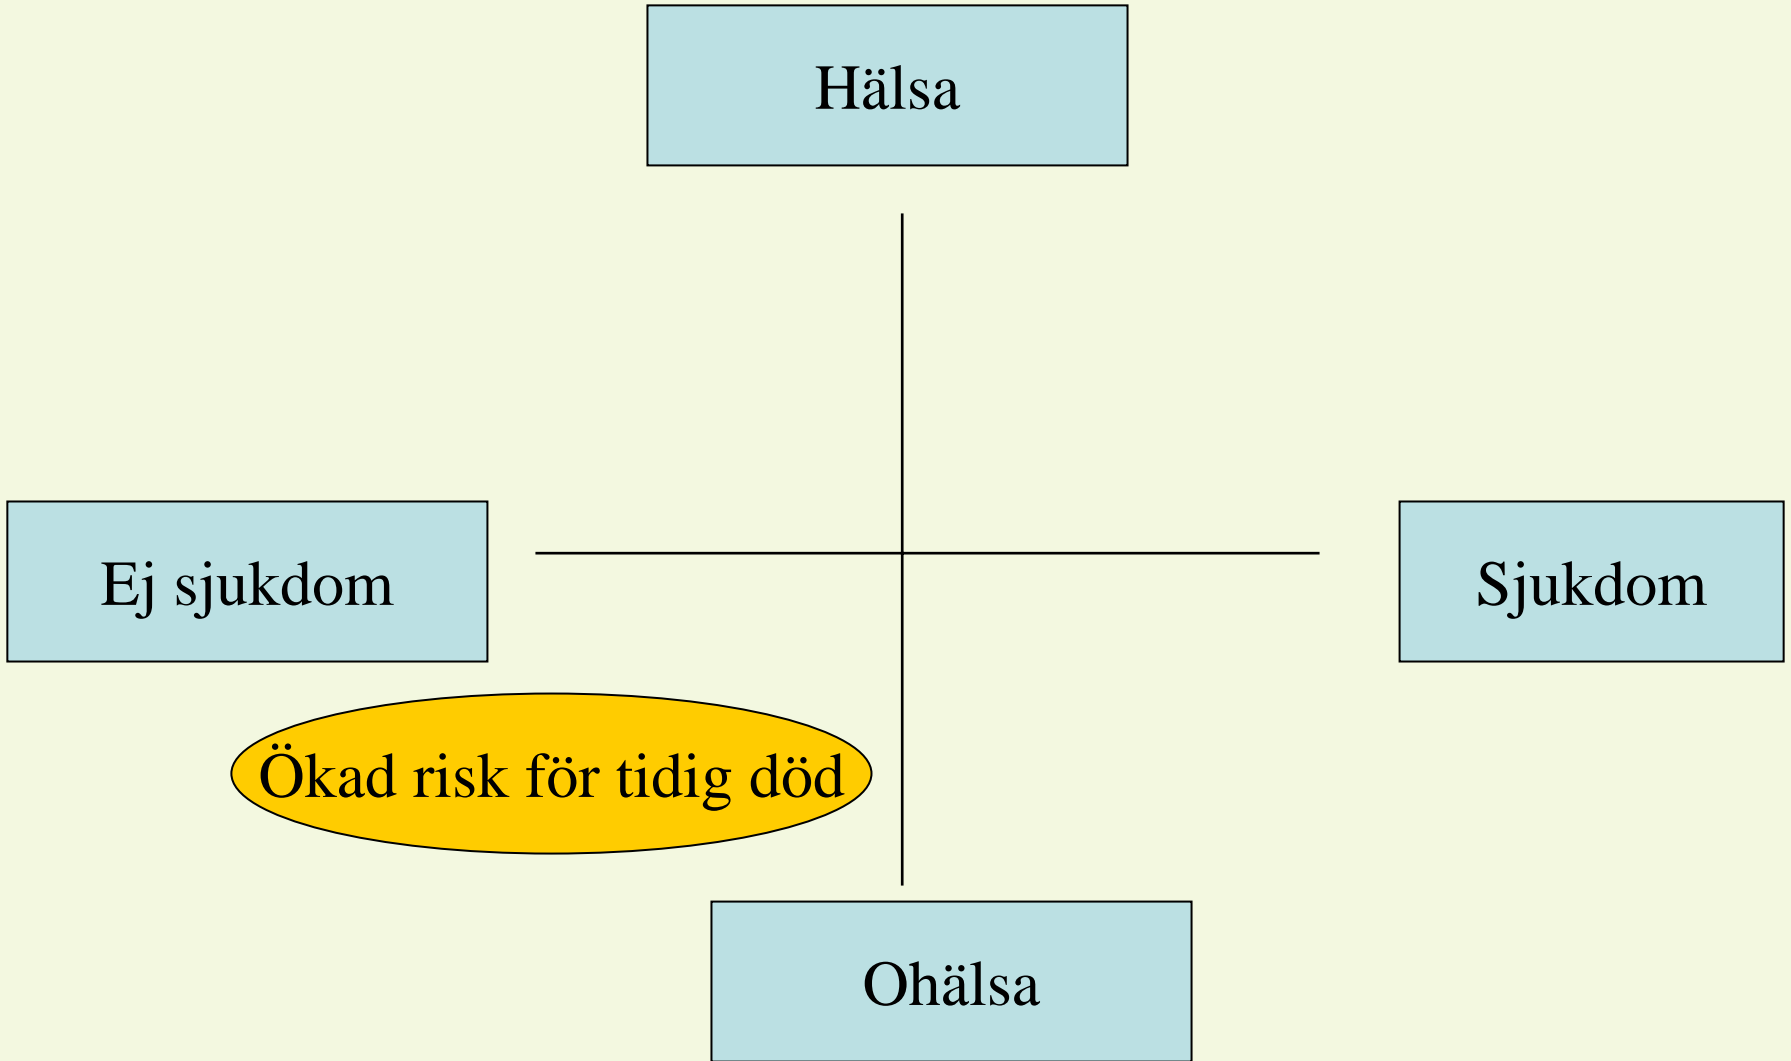 Hälsa
Ej sjukdom
Sjukdom
Ökad risk för tidig död
Ohälsa